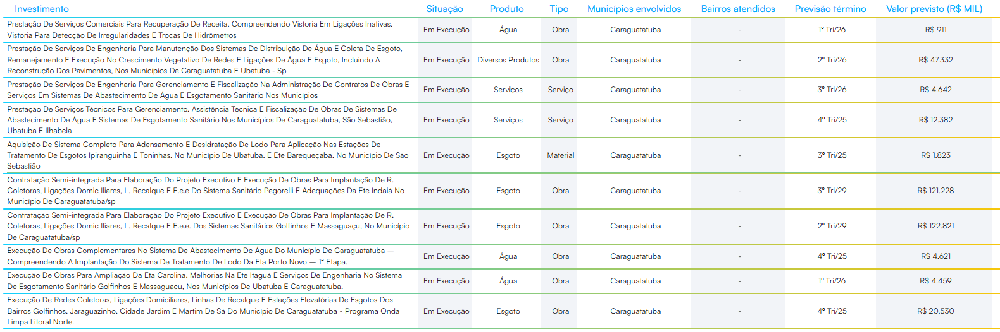 Investimento Situação Produto Tipo Municípios envolvidos Bairros atendidos Previsão término Valor previsto (R$ MIL)
Prestação De Serviços Comerciais Para Recuperação De Receita, Compreendendo Vistoria Em Ligações Inativas,
Vistoria Para Detecção De Irregularidades E Trocas De Hidrômetros
Em Execução Água Obra Caraguatatuba - 1º Tri/26 R$ 911
Prestação De Serviços De Engenharia Para Manutenção Dos Sistemas De Distribuição De Água E Coleta De Esgoto,
Remanejamento E Execução No Crescimento Vegetativo De Redes E Ligações De Água E Esgoto, Incluindo A
Reconstrução Dos Pavimentos, Nos Municípios De Caraguatatuba E Ubatuba - Sp
Em Execução Diversos Produtos Obra Caraguatatuba - 2º Tri/26 R$ 47.332
Prestação De Serviços De Engenharia Para Gerenciamento E Fiscalização Na Administração De Contratos De Obras E
Serviços Em Sistemas De Abastecimento De Água E Esgotamento Sanitário Nos Municípios
Em Execução Serviços Serviço Caraguatatuba - 3º Tri/26 R$ 4.642
Prestação De Serviços Técnicos Para Gerenciamento, Assistência Técnica E Fiscalização De Obras De Sistemas De
Abastecimento De Água E Sistemas De Esgotamento Sanitário Nos Municípios De Caraguatatuba, São Sebastião,
Ubatuba E Ilhabela
Em Execução Serviços Serviço Caraguatatuba - 4º Tri/25 R$ 12.382
Aquisição De Sistema Completo Para Adensamento E Desidratação De Lodo Para Aplicação Nas Estações De
Tratamento De Esgotos Ipiranguinha E Toninhas, No Município De Ubatuba, E Ete Barequeçaba, No Município De São
Sebastião
Em Execução Esgoto Material Caraguatatuba - 3º Tri/25 R$ 1.823
Contratação Semi-integrada Para Elaboração Do Projeto Executivo E Execução De Obras Para Implantação De R.
Coletoras, Ligações Domic Iliares, L. Recalque E E.e.e Do Sistema Sanitário Pegorelli E Adequações Da Ete Indaiá No
Município De Caraguatatuba/sp
Em Execução Esgoto Obra Caraguatatuba - 3º Tri/29 R$ 121.228
Contratação Semi-integrada Para Elaboração Do Projeto Executivo E Execução De Obras Para Implantação De R.
Coletoras, Ligações Domic Iliares, L. Recalque E E.e.e. Dos Sistemas Sanitários Golfinhos E Massaguaçu, No Município
De Caraguatatuba/sp
Em Execução Esgoto Obra Caraguatatuba - 2º Tri/29 R$ 122.821
Execução De Obras Complementares No Sistema De Abastecimento De Água Do Município De Caraguatatuba –
Compreendendo A Implantação Do Sistema De Tratamento De Lodo Da Eta Porto Novo – 1ª Etapa.
Em Execução Água Obra Caraguatatuba - 4º Tri/25 R$ 4.621
Execução De Obras Para Ampliação Da Eta Carolina, Melhorias Na Ete Itaguá E Serviços De Engenharia No Sistema
De Esgotamento Sanitário Golfinhos E Massaguacu, Nos Municípios De Ubatuba E Caraguatatuba.
Em Execução Água Obra Caraguatatuba - 1º Tri/26 R$ 4.459
Execução De Redes Coletoras, Ligações Domiciliares, Linhas De Recalque E Estações Elevatórias De Esgotos Dos
Bairros Golfinhos, Jaraguazinho, Cidade Jardim E Martim De Sá Do Município De Caraguatatuba - Programa Onda
Limpa Litoral Norte.
Em Execução Esgoto Obra Caraguatatuba - 4º Tri/25 R$ 20.530